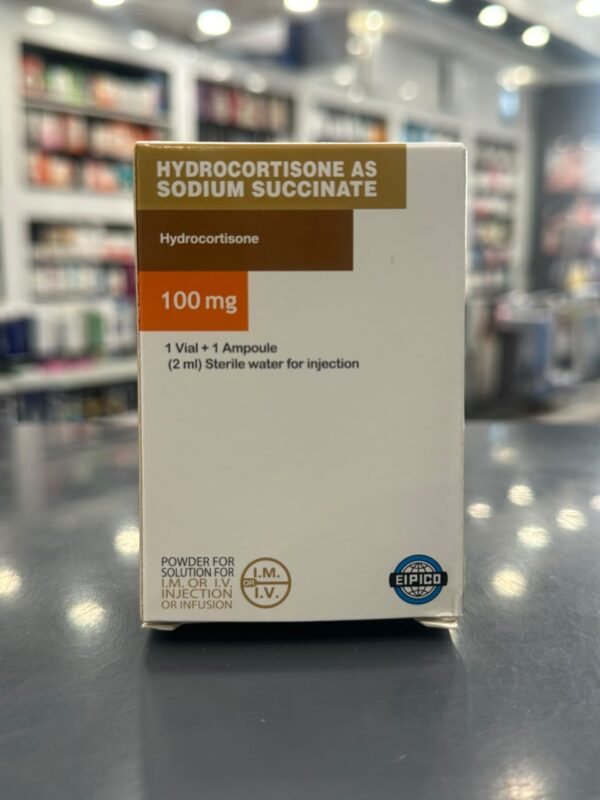 HYDROCORTISONE AS
SODIUM SUCCINATE
Hydrocortisone
100 mg
1 Vial + 1 Ampoule
(2 ml) Sterile water for injection
POWDER FOR
SOLUTION FOR
I.M. OR I.V.
INJECTION
OR INFUSION
I.M.
OR
I.V.
EIPICO